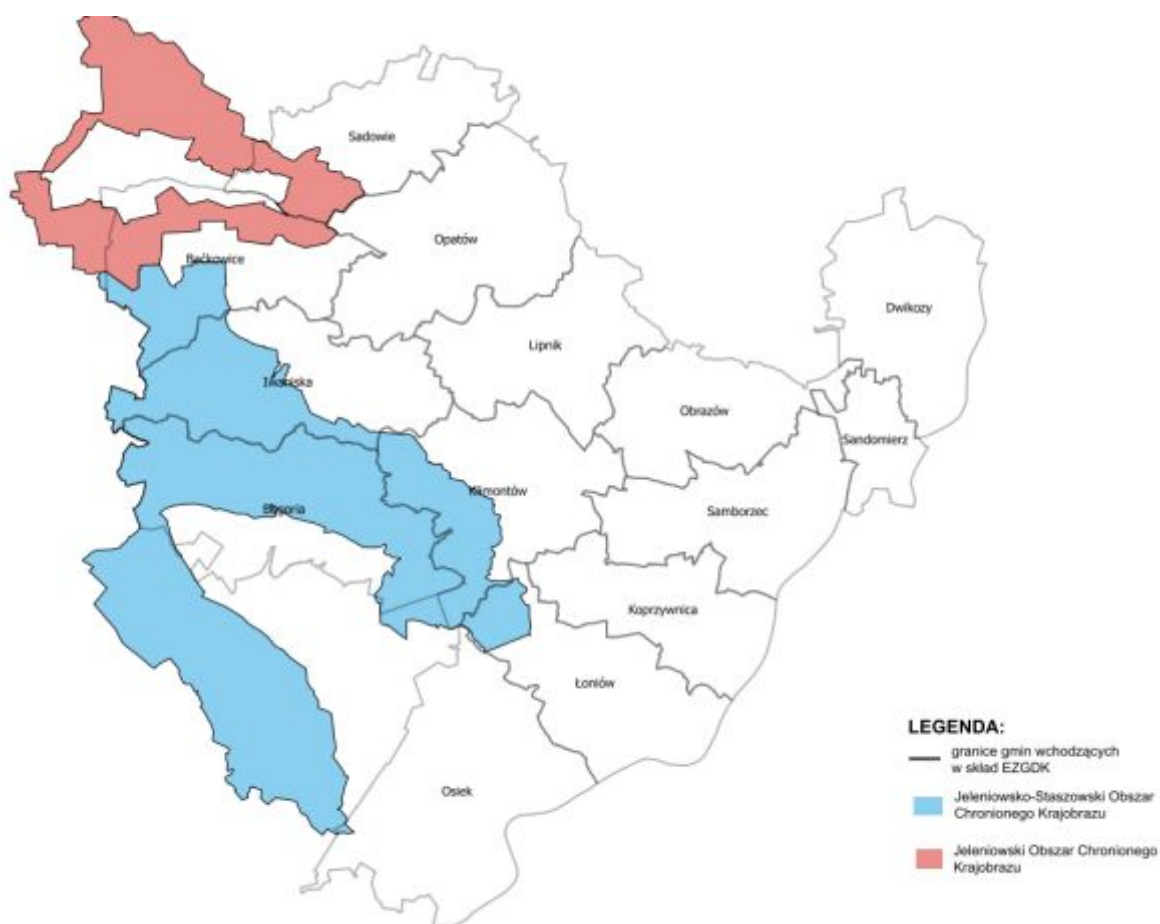 Sadowie
Opatów
Baćkowice
Dwikozy
Lipnik
Iwaniska
Obrazów
Sandomierz
Klimontów
Samborzec
Bogoria
Koprzywnica
Łoniów
Osiek
LEGENDA:
granice gmin wchodzących
w skład EZGDK
Jeleniowsko-Staszowski Obszar
Chronionego Krajobrazu
Jeleniowski Obszar Chronionego
Krajobrazu